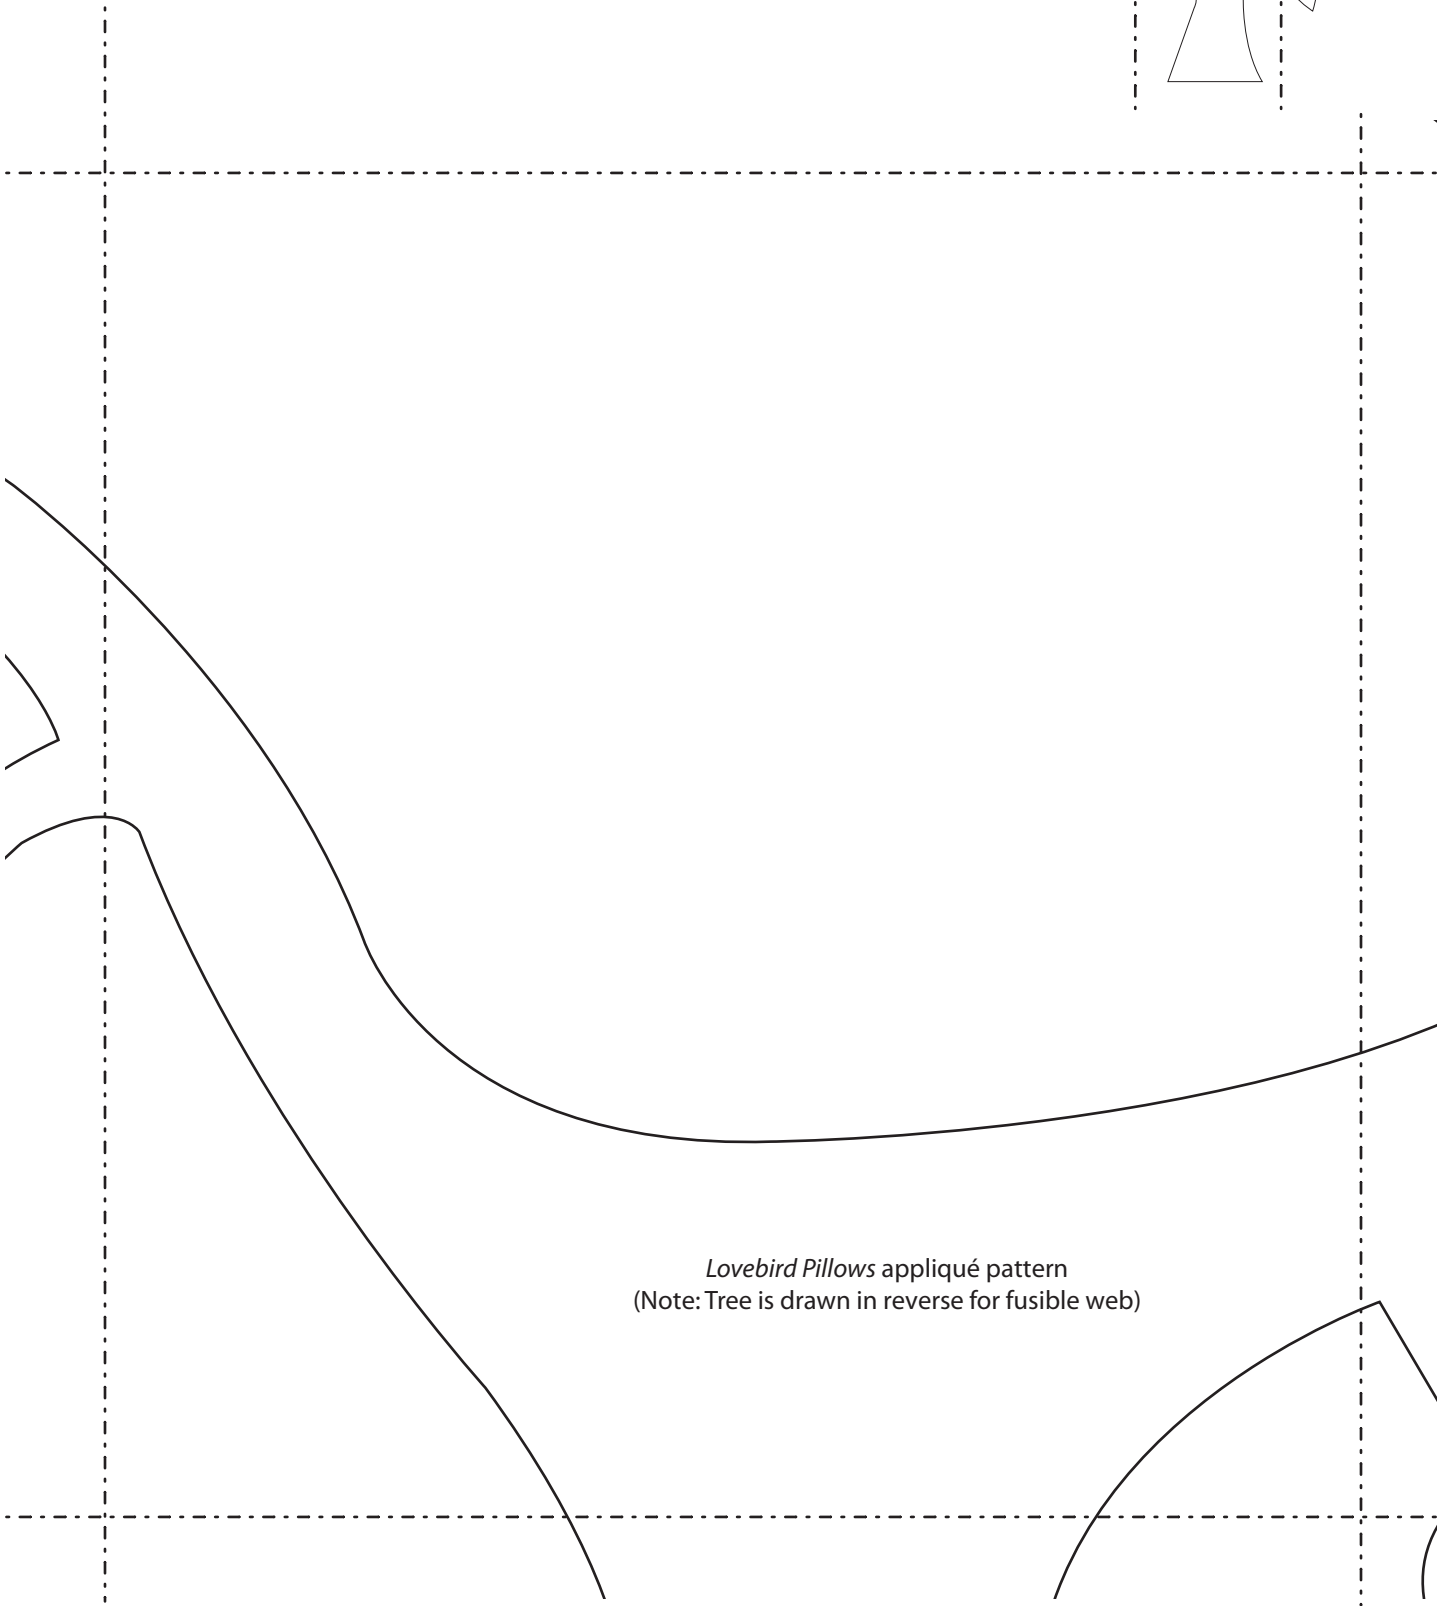 Lovebird Pillows appliqué pattern
(Note: Tree is drawn in reverse for fusible web)